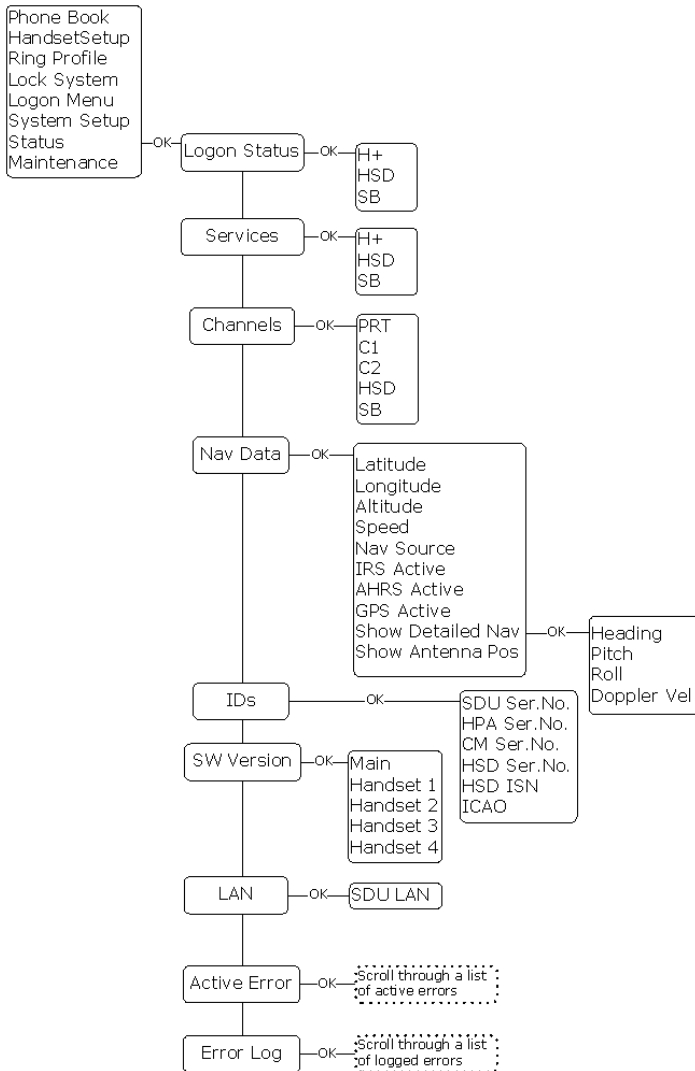 Phone Book
HandsetSetup
Ring Profile
Lock System
Logon Menu
System Setup
Status
Maintenance
OK
Logon Status
OK
H+
HSD
SB
Services
OK
H+
HSD
SB
Channels
OK
PRT
C1
C2
HSD
SB
Nav Data
OK
Latitude
Longitude
Altitude
Speed
Nav Source
IRS Active
AHRS Active
GPS Active
Show Detailed Nav
Show Antenna Pos
OK
Heading
Pitch
Roll
Doppler Vel
IDs
OK
SDU Ser.No.
HPA Ser.No.
CM Ser.No.
HSD Ser.No.
HSD ISN
ICAO
SW Version
OK
Main
Handset 1
Handset 2
Handset 3
Handset 4
LAN
OK
SDU LAN
Active Error
OK
Scroll through a list
of active errors
Error Log
OK
Scroll through a list
of logged errors